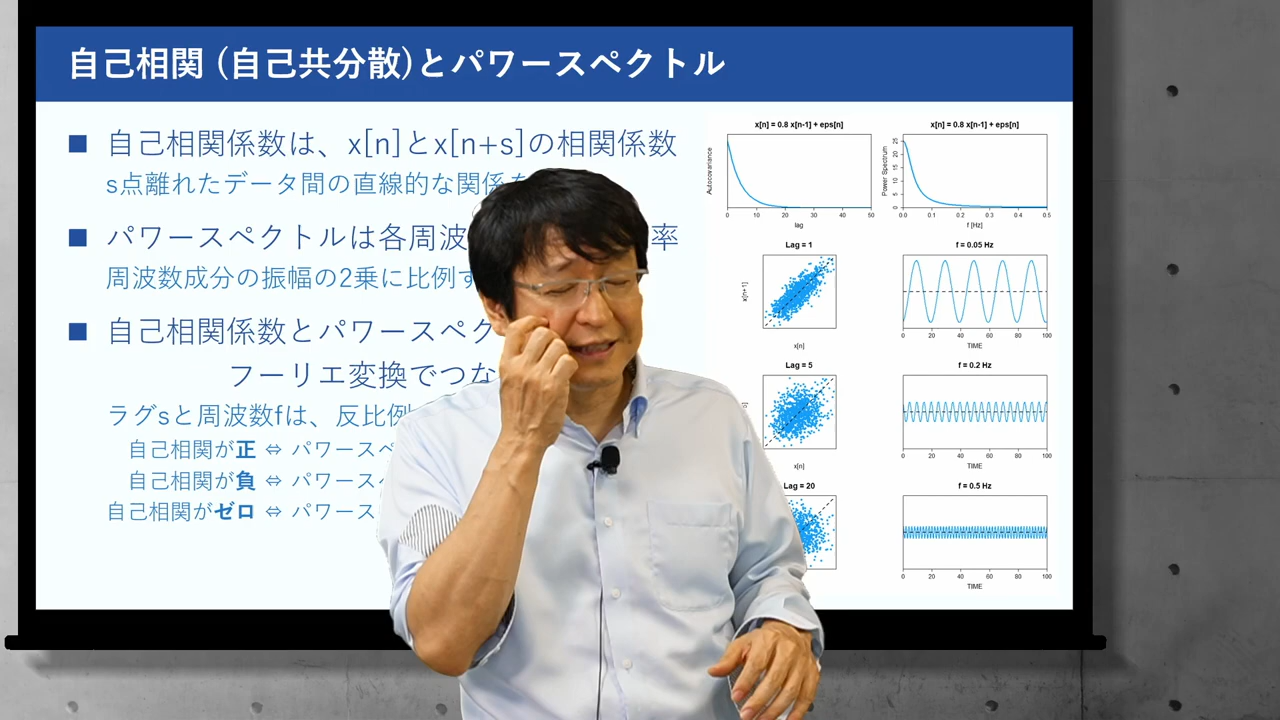 自己相関 (自己共分散)とパワースペクトル
■ 自己相関係数は、x[n]とx[n+s]の相関係数
s点離れたデータ間の直線的な関係
■ パワースペクトルは各周波 率
周波数成分の振幅の2乗に比例
■ 自己相関係数とパワースペク
フーリエ変換でつな
ラグsと周波数fは、反比例
自己相関が正 ⇔ パワースペ
自己相関が負 ⇔ パワース
自己相関がゼロ ⇔ パワース
x[n] = 0.8 x[n-1] + eps[n]
Autocovariance
0 10 20 30 40 50
lag
x[n] = 0.8 x[n-1] + eps[n]
Power Spectrum
0 5 10 15 20 25
0.0 0.1 0.2 0.3 0.4 0.5
f [Hz]
Lag = 1
x[n+1]
x[n]
f = 0.05 Hz
0 20 40 60 80 100
TIME
Lag = 5
x[n]
f = 0.2 Hz
0 20 40 60 80 100
TIME
Lag = 20
f = 0.5 Hz
0 20 40 60 80 100
TIME